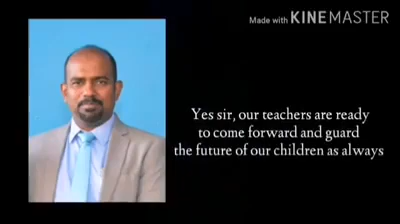 Made with KINEMASTER
Yes sir, our teachers are ready
to come forward and guard
the future of our children as always